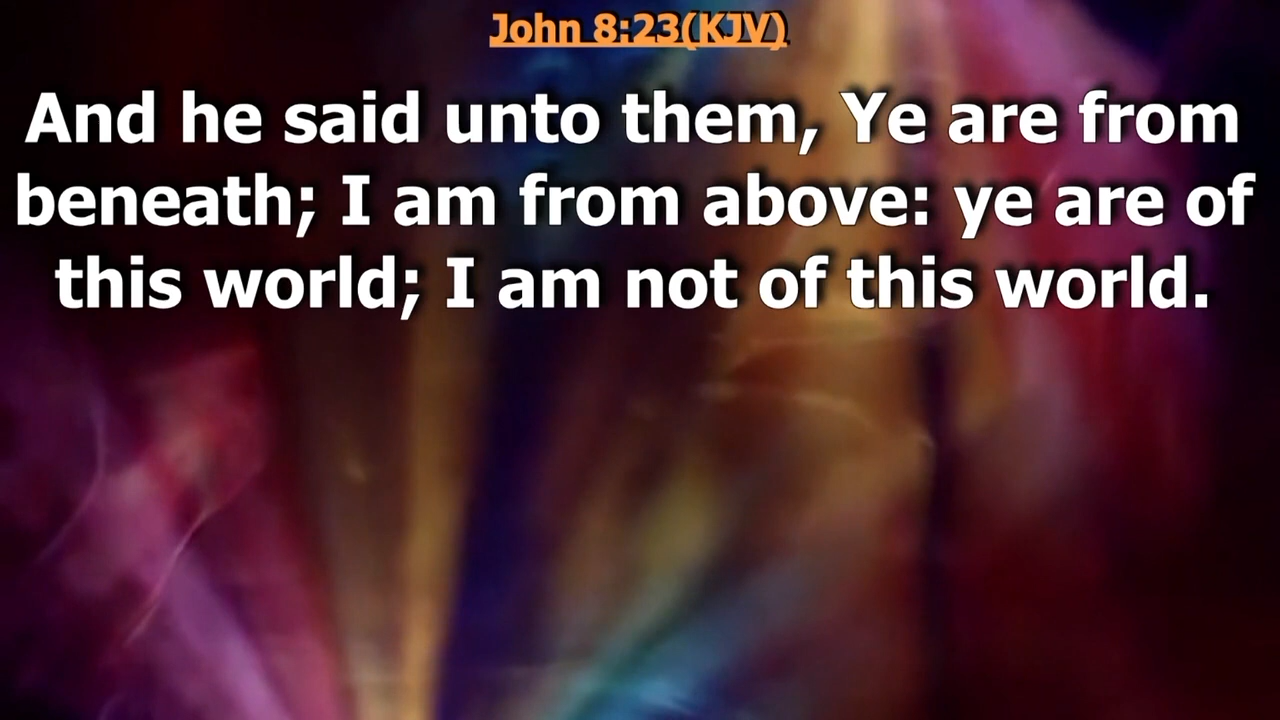 John 8:23(KJV)
And he said unto them, Ye are from
beneath; I am from above: ye are of
this world; I am not of this world.